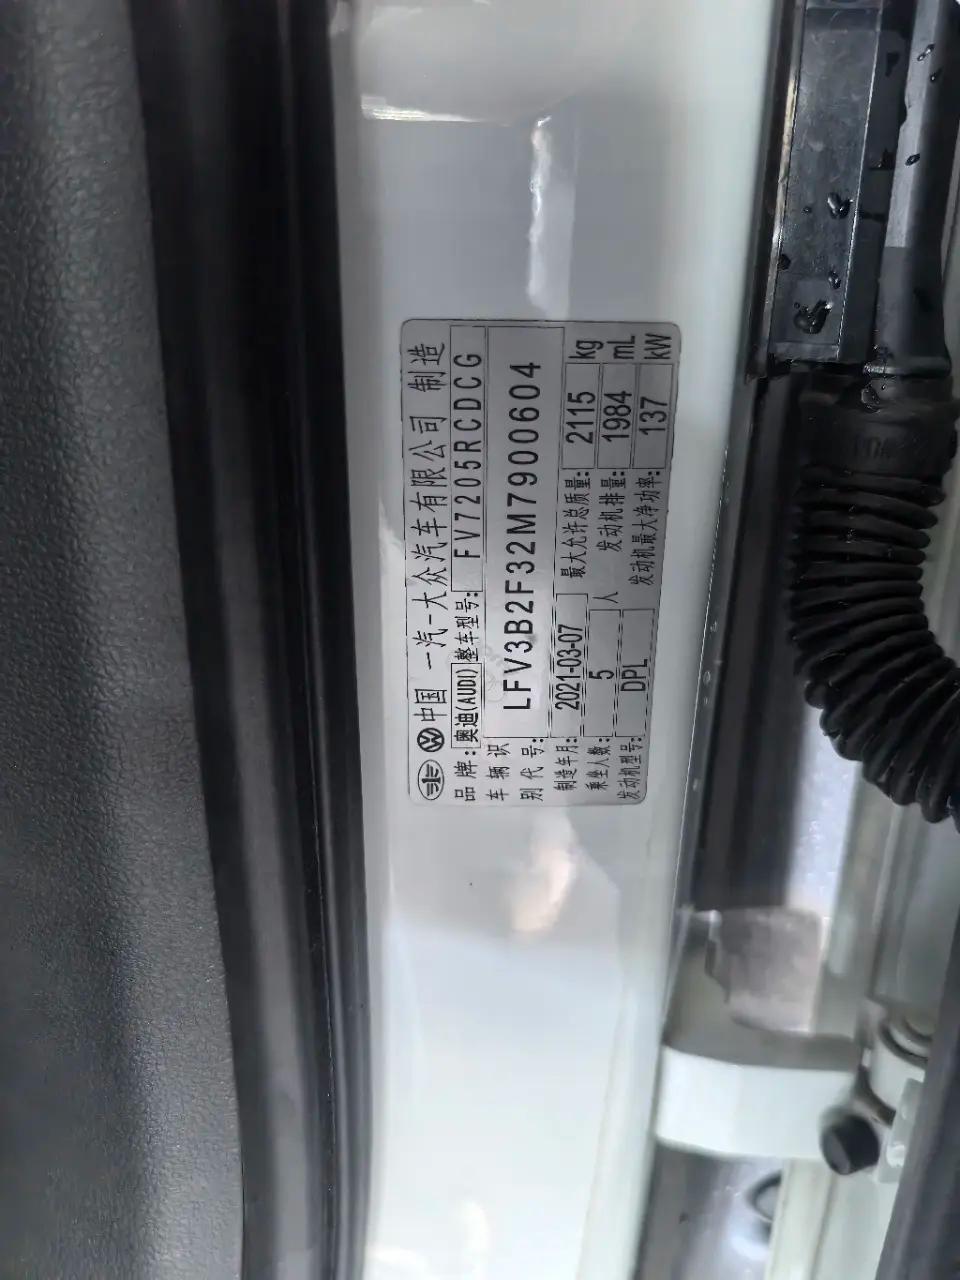 中国 一汽-大众汽车有限公司 制造
品牌: 奥迪(AUDI) 整车型号: FV7205RCDCG
车辆识别代号: LFV3B2F32M7900604
制造年月: 2021-03-07 最大允许总质量: 2115 kg
乘坐人数: 5 人 发动机排量: 1984 mL
发动机型号: DPL 发动机最大净功率: 137 kW